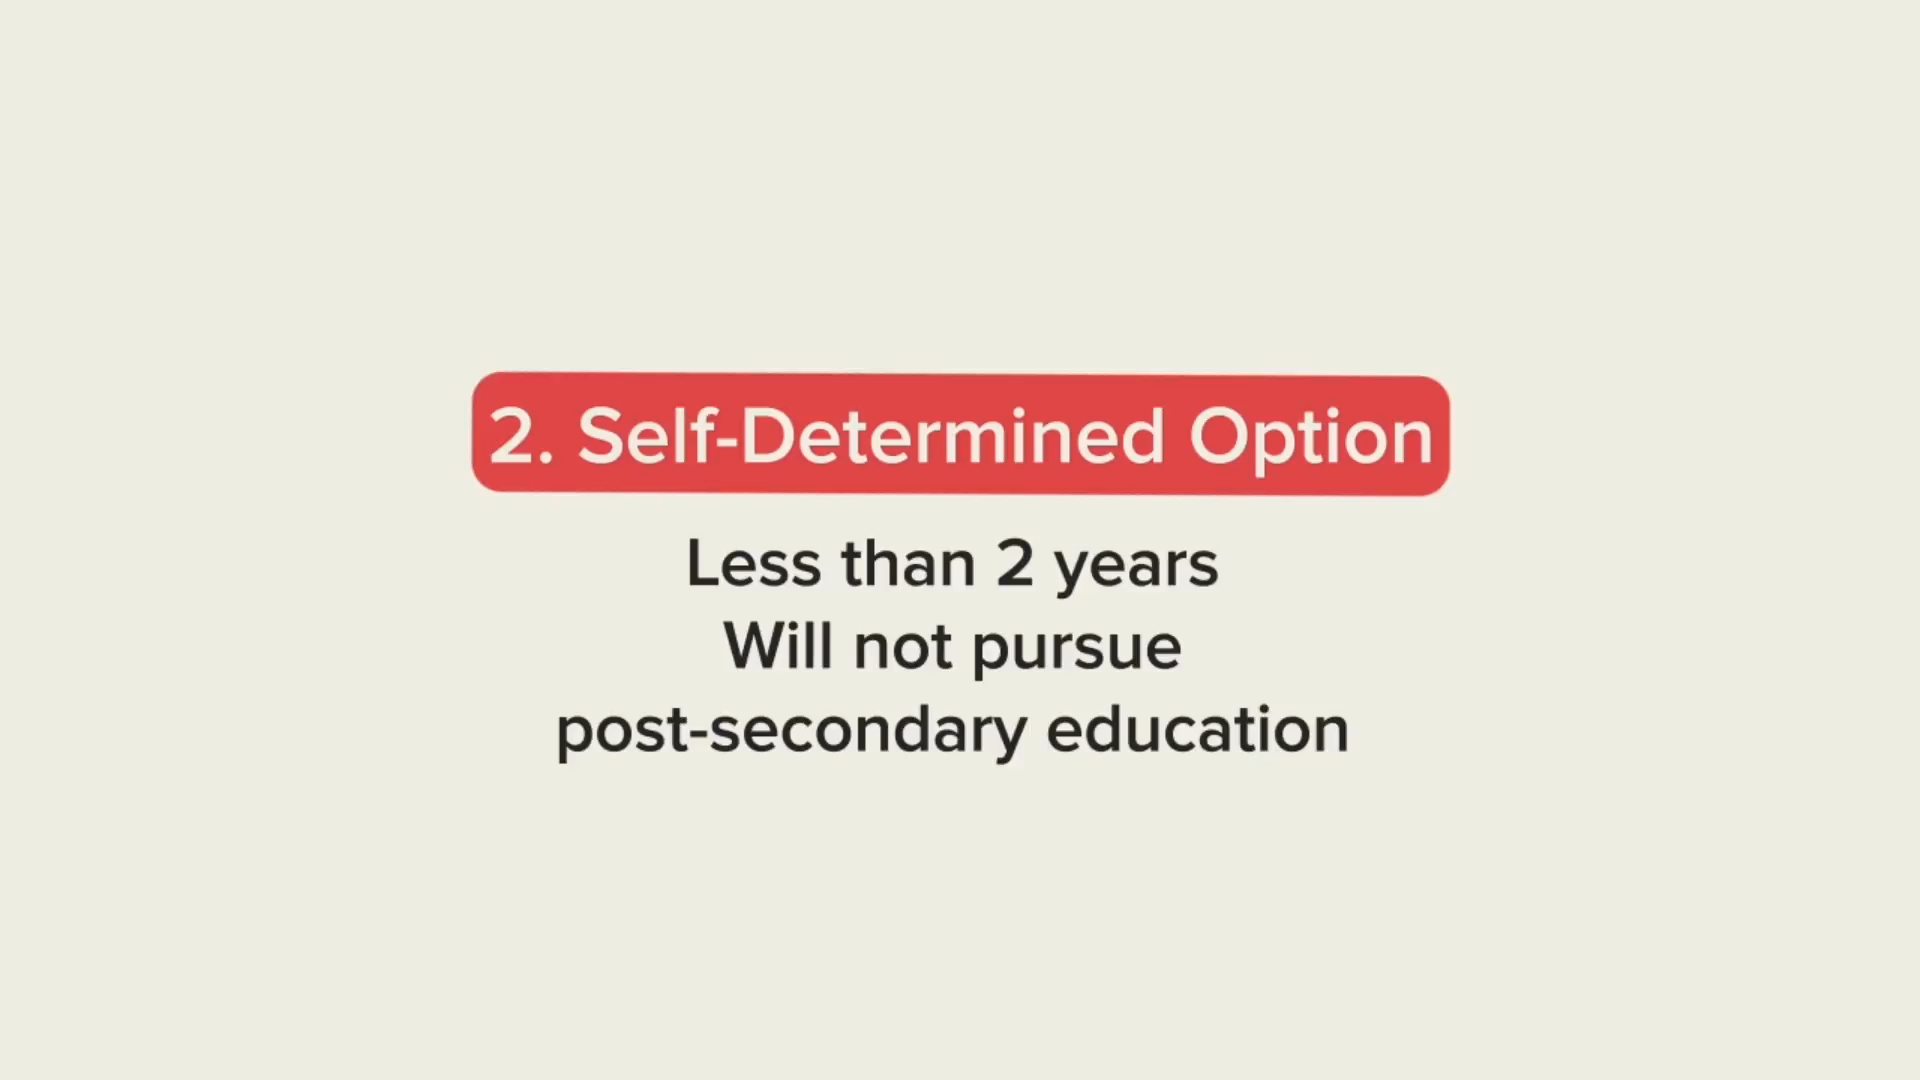 2. Self-Determined Option
Less than 2 years
Will not pursue
post-secondary education